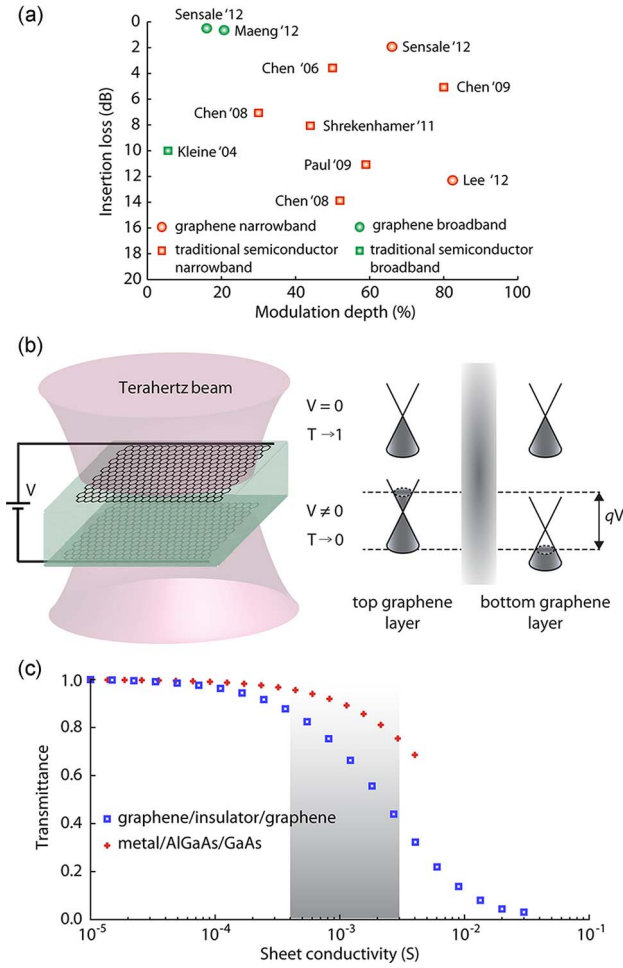 (a)
Sensale '12
Maeng '12
Sensale '12
Chen '06
Chen '09
Chen '08
Shrekenhamer '11
Kleine '04
Paul '09
Lee '12
Chen '08
graphene narrowband
graphene broadband
traditional semiconductor
narrowband
traditional semiconductor
broadband
Insertion loss (dB)
0
2
4
6
8
10
12
14
16
18
20
0 20 40 60 80 100
Modulation depth (%)
(b)
Terahertz beam
V
V = 0
T →1
V ≠ 0
T →0
qV
top graphene
layer
bottom graphene
layer
(c)
Transmittance
1.0
0.8
0.6
0.4
0.2
0.0
graphene/insulator/graphene
metal/AlGaAs/GaAs
10-5 10-4 10-3 10-2 10-1
Sheet conductivity (S)